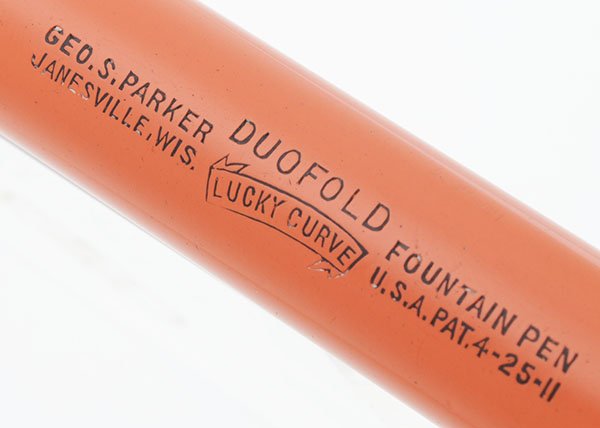 GEO.S.PARKER
JANESVILLE,WIS.
DUOFOLD
LUCKY CURVE
FOUNTAIN PEN
U.S.A.PAT.4-25-11